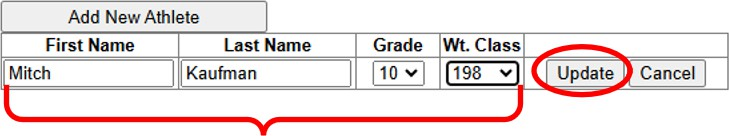 Add New Athlete
First Name Last Name Grade Wt. Class
Mitch Kaufman 10 198 Update Cancel